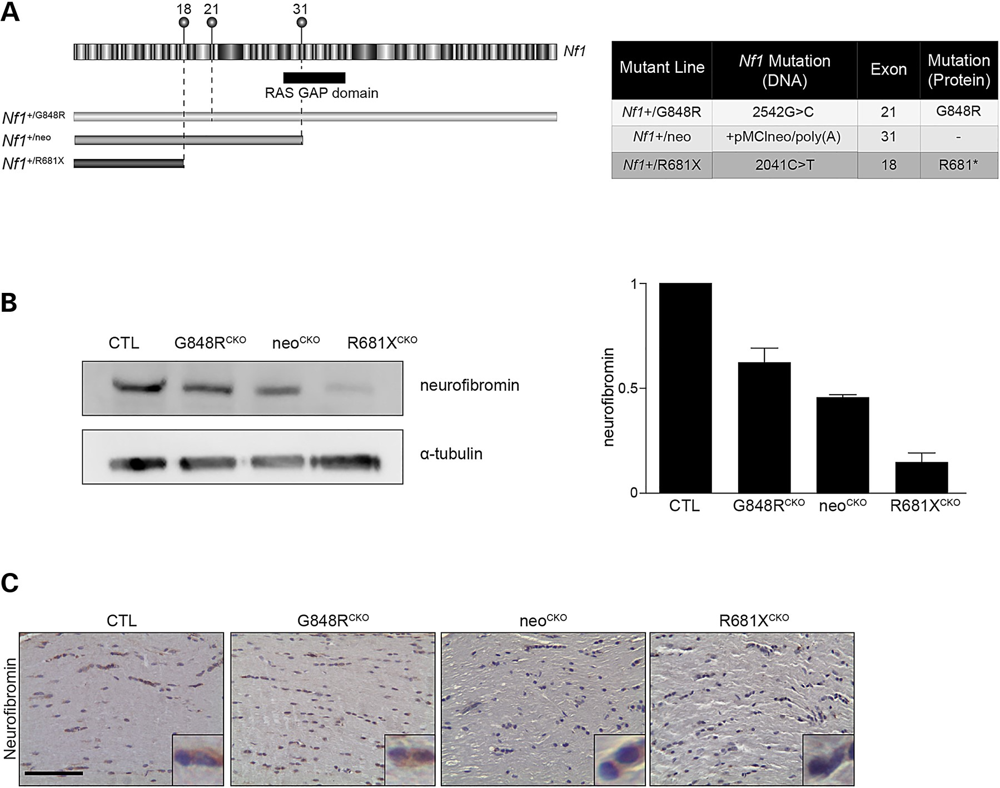 A
18 21 31
Nf1
RAS GAP domain
Nf1+/G848R
Nf1+/neo
Nf1+/R681X
Mutant Line Nf1 Mutation (DNA) Exon Mutation (Protein)
Nf1+/G848R 2542G>C 21 G848R
Nf1+/neo +pMCIneo/poly(A) 31 -
Nf1+/R681X 2041C>T 18 R681*
B
CTL G848RCKO neoCKO R681XCKO
neurofibromin
α-tubulin
neurofibromin
1
0.5
0
CTL G848RCKO neoCKO R681XCKO
C
CTL G848RCKO neoCKO R681XCKO
Neurofibromin